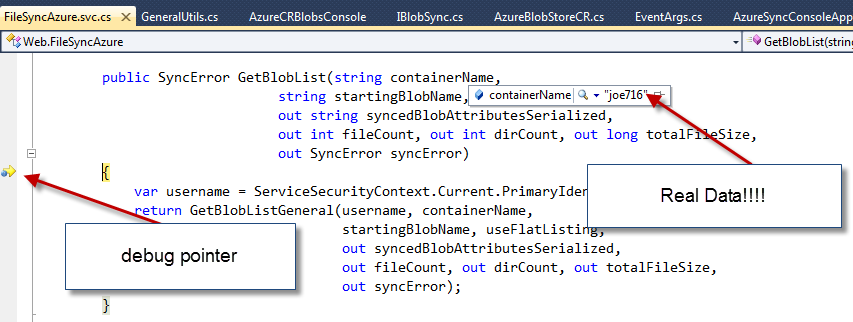 FileSyncAzure.svc.cs GeneralUtils.cs AzureCRBlobsConsole IBlobSync.cs AzureBlobStoreCR.cs EventArgs.cs AzureSyncConsoleApp
Web.FileSyncAzure GetBlobList(string
public SyncError GetBlobList(string containerName,
string startingBlobName, containerName "joe716"
out string syncedBlobAttributesSerialized,
out int fileCount, out int dirCount, out long totalFileSize,
out SyncError syncError)
{
var username = ServiceSecurityContext.Current.PrimaryIden
Real Data!!!!
return GetBlobListGeneral(username, containerName,
startingBlobName, useFlatListing,
debug pointer
out syncedBlobAttributesSerialized,
out fileCount, out dirCount, out totalFileSize,
out syncError);
}